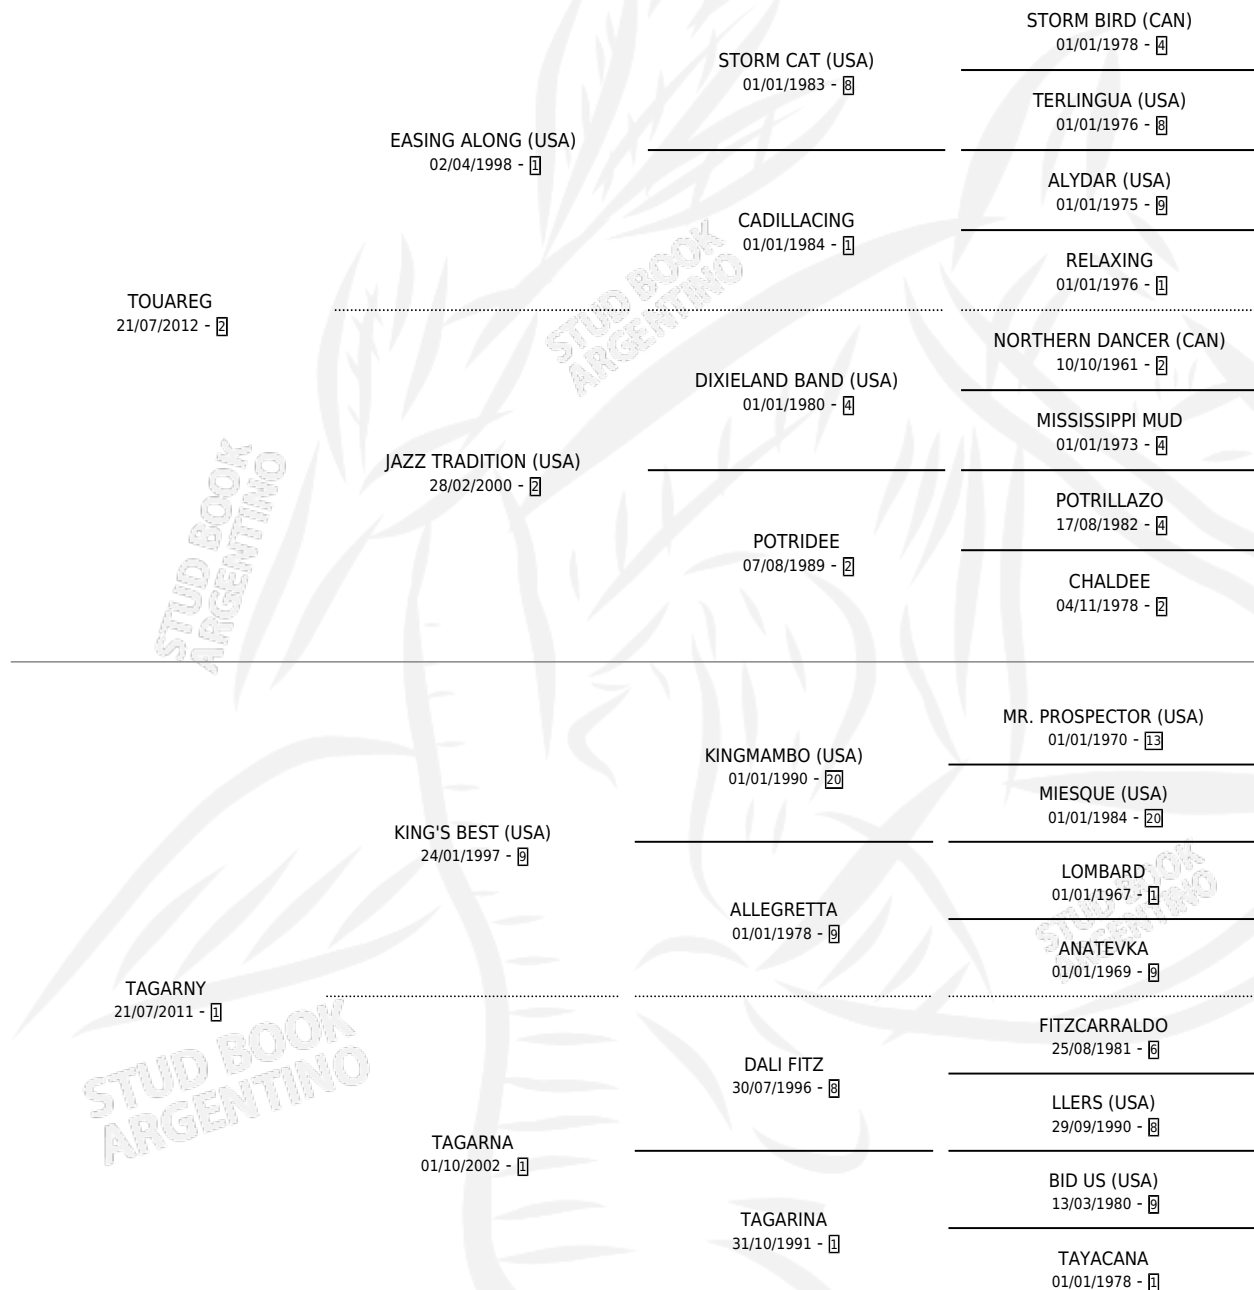 STORM BIRD (CAN)
01/01/1978 - 4
STORM CAT (USA)
01/01/1983 - 8
TERLINGUA (USA)
01/01/1976 - 8
EASING ALONG (USA)
02/04/1998 - 1
ALYDAR (USA)
01/01/1975 - 9
CADILLACING
01/01/1984 - 1
RELAXING
01/01/1976 - 1
TOUAREG
21/07/2012 - 2
STUD BOOK
ARGENTINO
NORTHERN DANCER (CAN)
10/10/1961 - 2
DIXIELAND BAND (USA)
01/01/1980 - 4
MISSISSIPPI MUD
01/01/1973 - 4
JAZZ TRADITION (USA)
28/02/2000 - 2
POTRILLAZO
17/08/1982 - 4
POTRIDEE
07/08/1989 - 2
CHALDEE
04/11/1978 - 2
STUD BOOK
ARGENTINO
MR. PROSPECTOR (USA)
01/01/1970 - 13
KINGMAMBO (USA)
01/01/1990 - 20
MIESQUE (USA)
01/01/1984 - 20
KING'S BEST (USA)
24/01/1997 - 9
LOMBARD
01/01/1967 - 1
ALLEGRETTA
01/01/1978 - 9
STUD BOOK
ARGENTINO
ANATEVKA
01/01/1969 - 9
TAGARNY
21/07/2011 - 1
STUD BOOK
ARGENTINO
FITZCARRALDO
25/08/1981 - 6
DALI FITZ
30/07/1996 - 8
LLERS (USA)
29/09/1990 - 8
TAGARNA
01/10/2002 - 1
BID US (USA)
13/03/1980 - 9
TAGARINA
31/10/1991 - 1
TAYACANA
01/01/1978 - 1